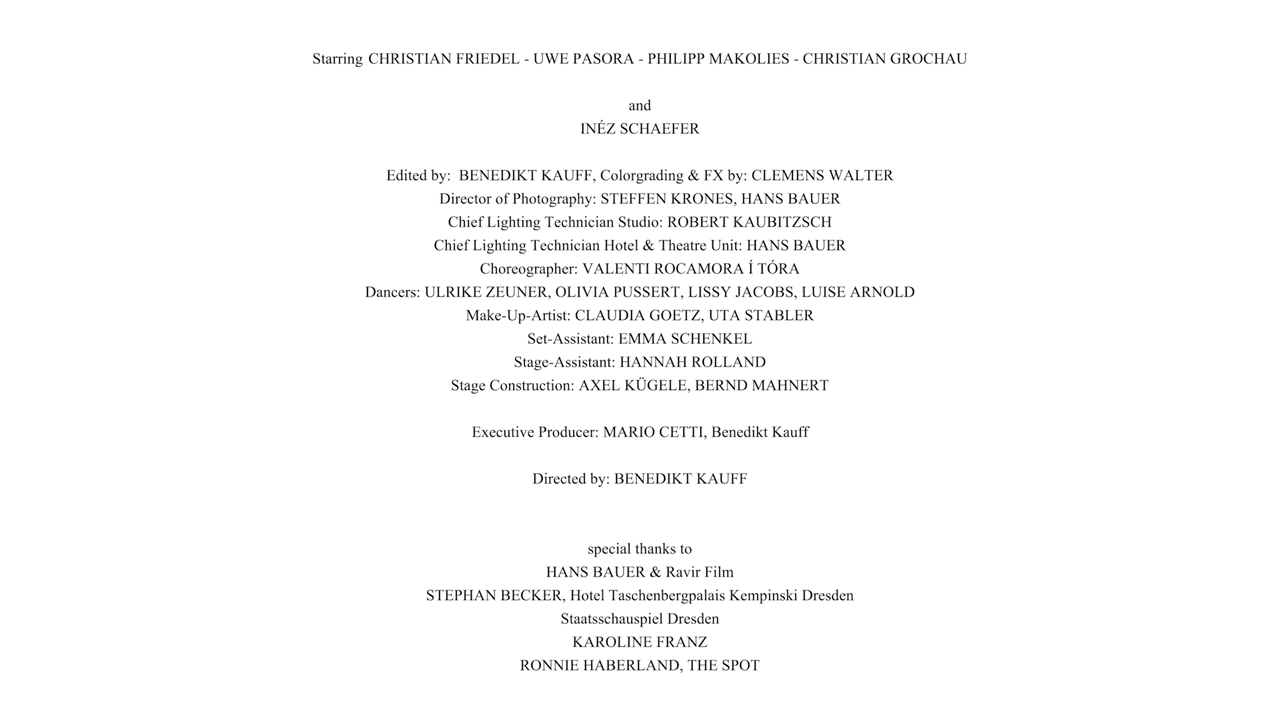 Starring CHRISTIAN FRIEDEL - UWE PASORA - PHILIPP MAKOLIES - CHRISTIAN GROCHAU
and
INÉZ SCHAEFER
Edited by: BENEDIKT KAUFF, Colorgrading & FX by: CLEMENS WALTER
Director of Photography: STEFFEN KRONES, HANS BAUER
Chief Lighting Technician Studio: ROBERT KAUBITZSCH
Chief Lighting Technician Hotel & Theatre Unit: HANS BAUER
Choreographer: VALENTI ROCAMORA Í TÓRA
Dancers: ULRIKE ZEUNER, OLIVIA PUSSERT, LISSY JACOBS, LUISE ARNOLD
Make-Up-Artist: CLAUDIA GOETZ, UTA STABLER
Set-Assistant: EMMA SCHENKEL
Stage-Assistant: HANNAH ROLLAND
Stage Construction: AXEL KÜGELE, BERND MAHNERT
Executive Producer: MARIO CETTI, Benedikt Kauff
Directed by: BENEDIKT KAUFF
special thanks to
HANS BAUER & Ravir Film
STEPHAN BECKER, Hotel Taschenbergpalais Kempinski Dresden
Staatsschauspiel Dresden
KAROLINE FRANZ
RONNIE HABERLAND, THE SPOT